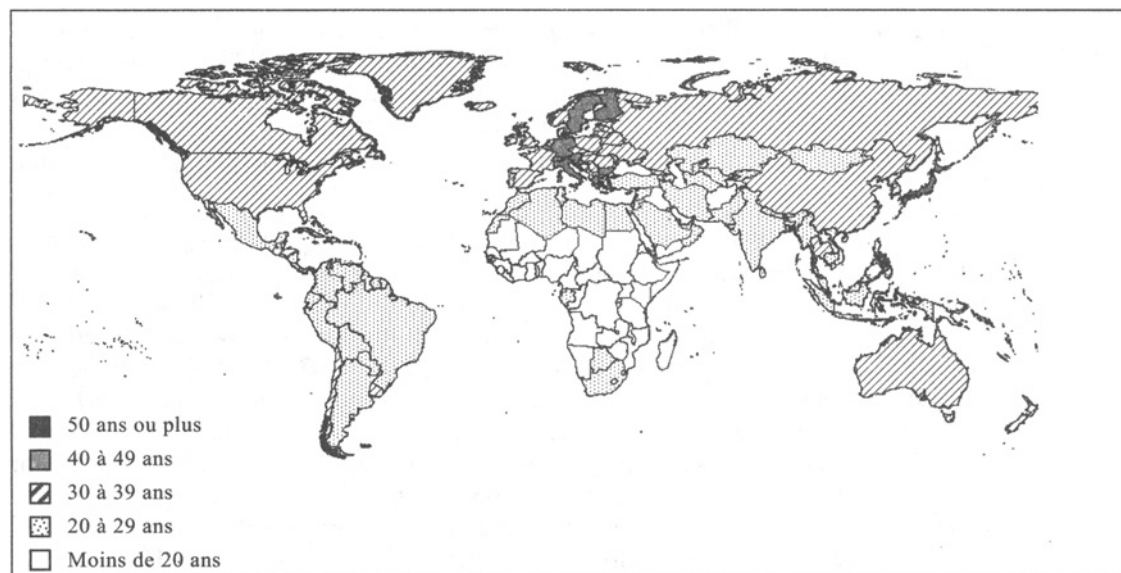 50 ans ou plus
40 à 49 ans
30 à 39 ans
20 à 29 ans
Moins de 20 ans